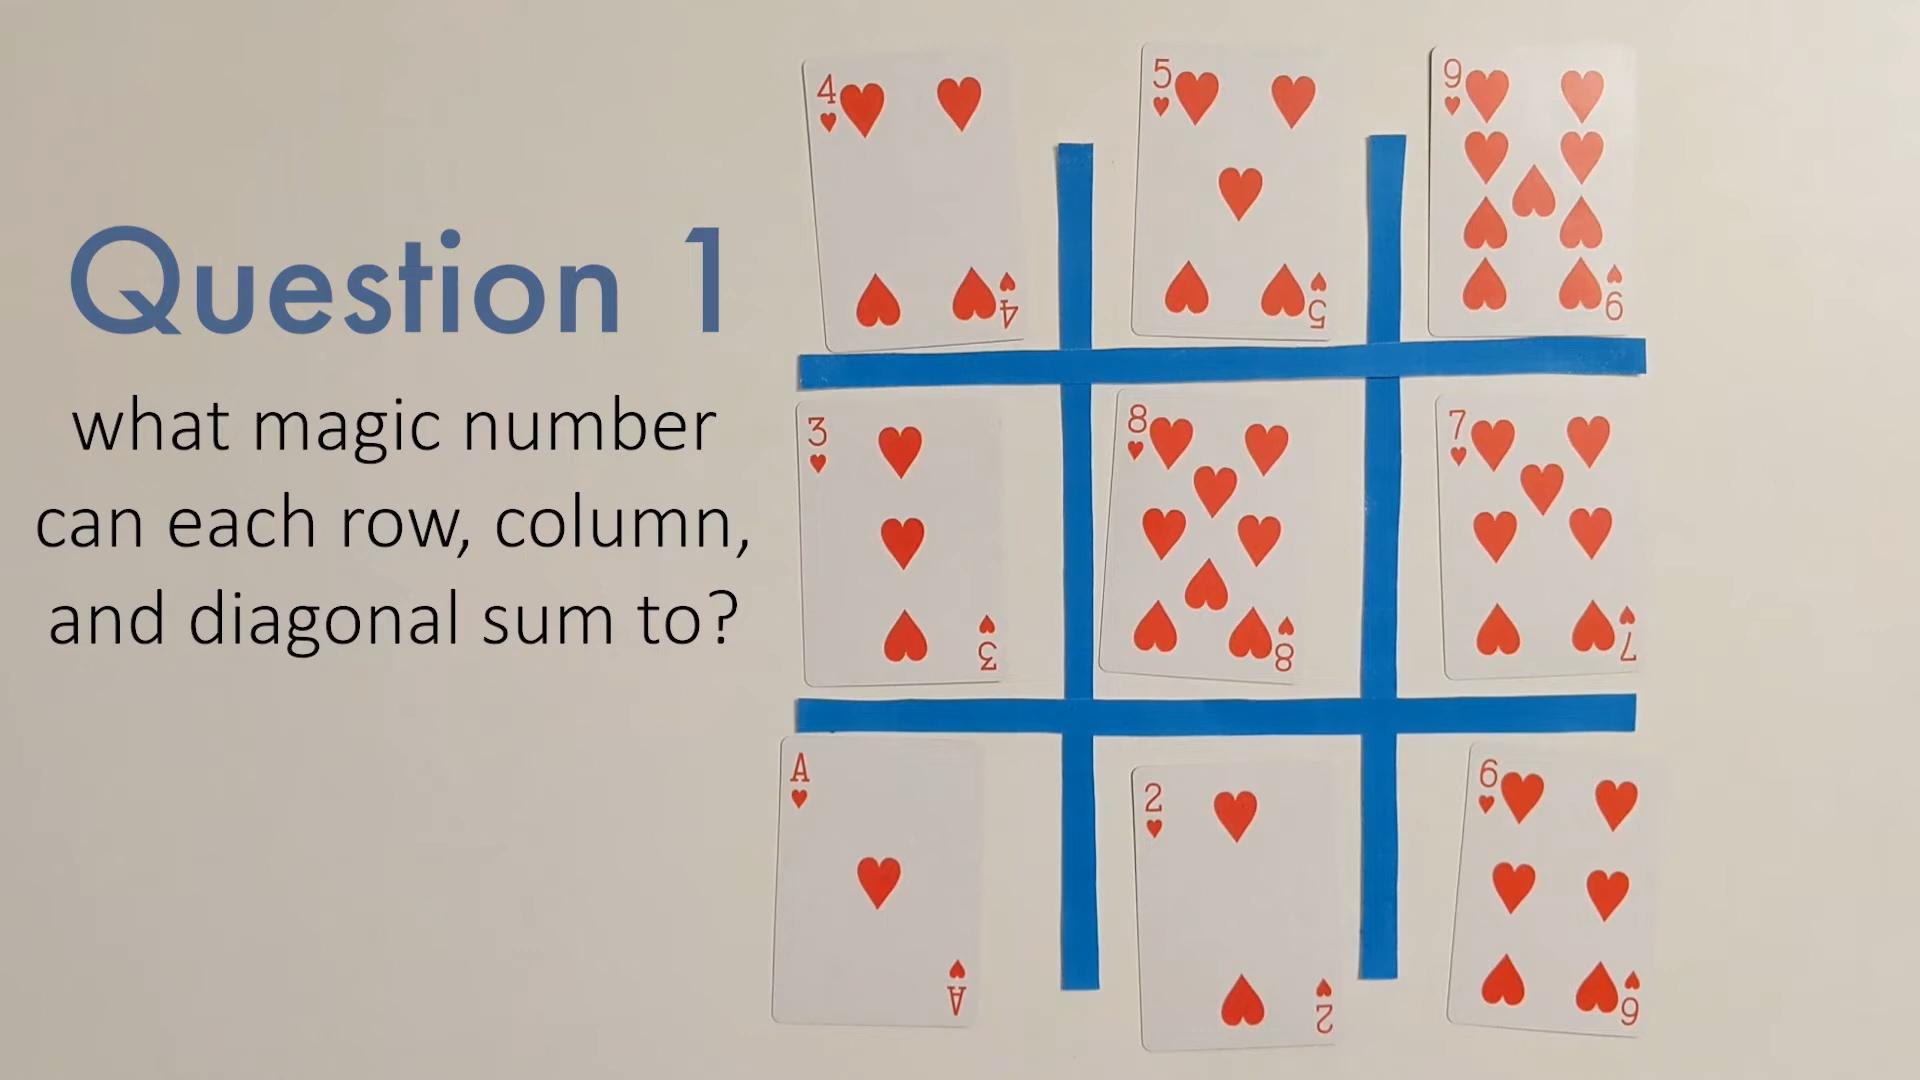 Question 1
what magic number
can each row, column,
and diagonal sum to?
4
4
5
5
9
9
3
3
8
8
7
7
A
A
2
2
6
6